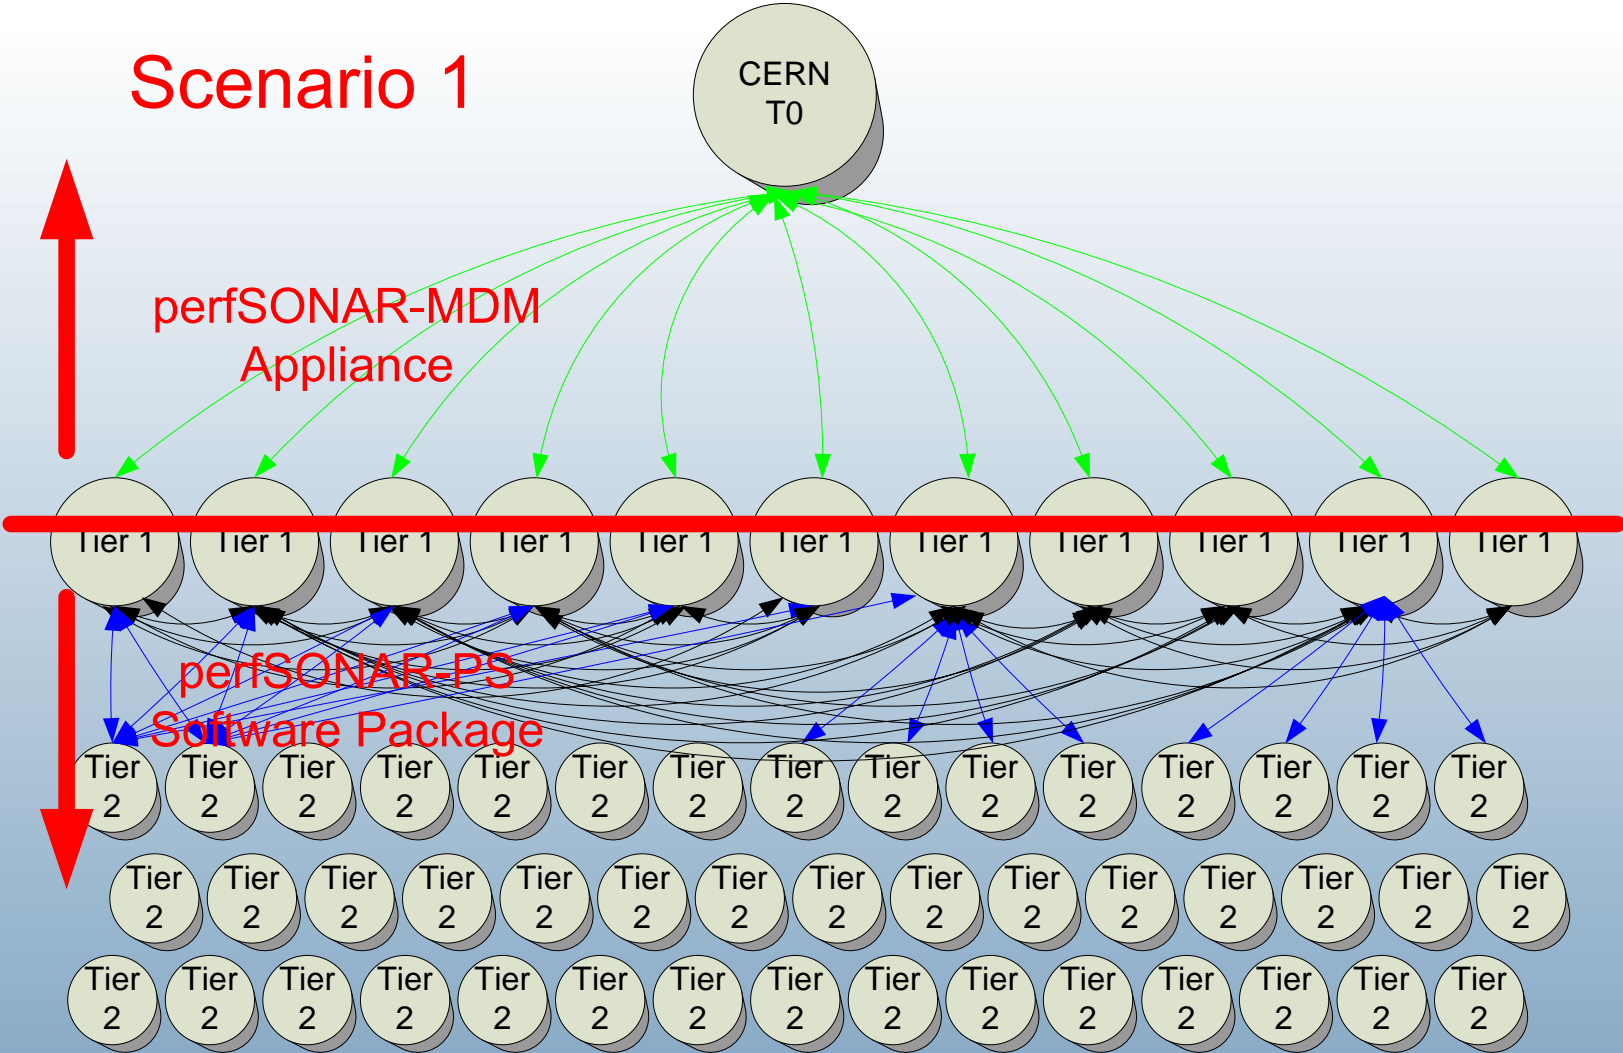 CERN
T0
Scenario 1
perfSONAR-MDM
Appliance
Tier 1 Tier 1 Tier 1 Tier 1 Tier 1 Tier 1 Tier 1 Tier 1 Tier 1 Tier 1 Tier 1
perfSONAR-PS
Software Package
Tier Tier Tier Tier Tier Tier Tier Tier Tier Tier Tier Tier Tier Tier Tier
2 2 2 2 2 2 2 2 2 2 2 2 2 2 2
Tier Tier Tier Tier Tier Tier Tier Tier Tier Tier Tier Tier Tier Tier Tier
2 2 2 2 2 2 2 2 2 2 2 2 2 2 2
Tier Tier Tier Tier Tier Tier Tier Tier Tier Tier Tier Tier Tier Tier Tier
2 2 2 2 2 2 2 2 2 2 2 2 2 2 2